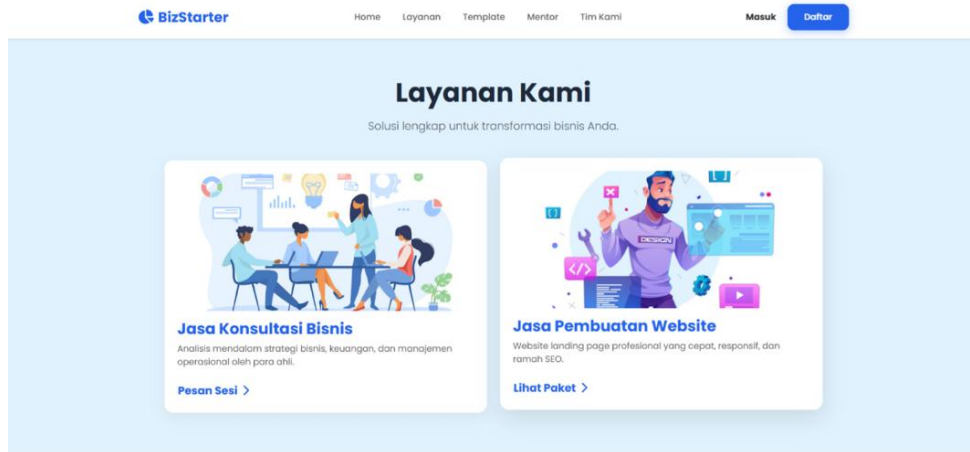 BizStarter
Home Layanan Template Mentor Tim Kami
Masuk Daftar
Layanan Kami
Solusi lengkap untuk transformasi bisnis Anda.
DESIGN
Jasa Konsultasi Bisnis
Analisis mendalam strategi bisnis, keuangan, dan manajemen
operasional oleh para ahli.
Pesan Sesi >
Jasa Pembuatan Website
Website landing page profesional yang cepat, responsif, dan
ramah SEO.
Lihat Paket >